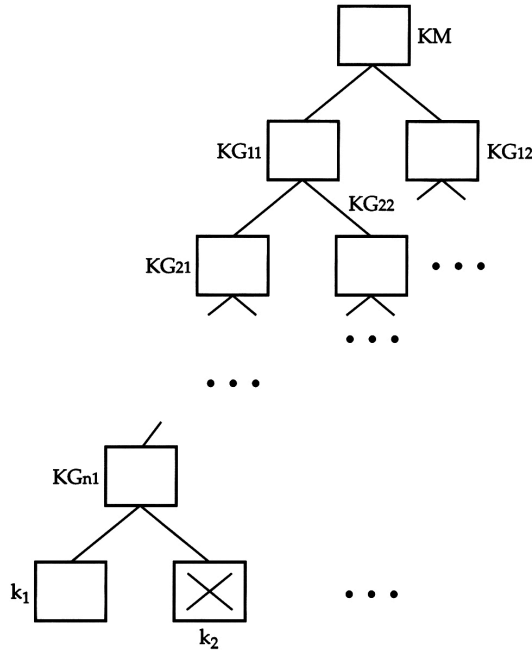 KM
KG11
KG12
KG22
KG21
• • •
• • •
• • •
KGn1
k1
• • •
k2